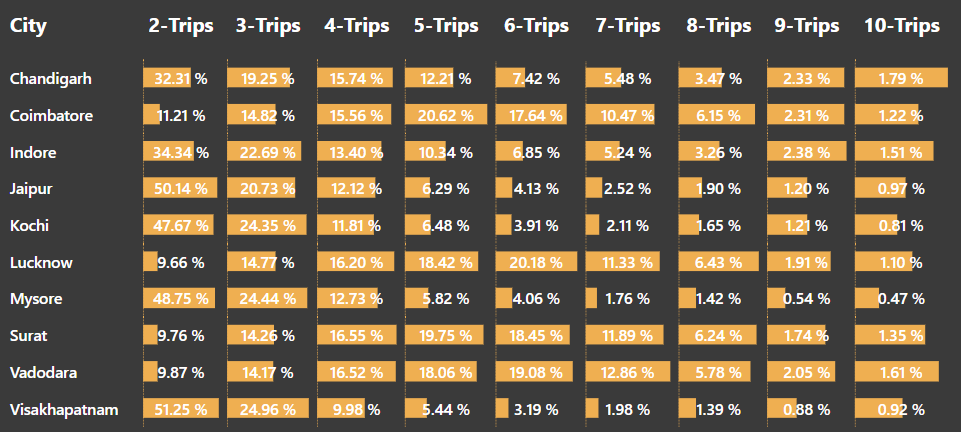 City 2-Trips 3-Trips 4-Trips 5-Trips 6-Trips 7-Trips 8-Trips 9-Trips 10-Trips
Chandigarh 32.31 % 19.25 % 15.74 % 12.21 % 7.42 % 5.48 % 3.47 % 2.33 % 1.79 %
Coimbatore 11.21 % 14.82 % 15.56 % 20.62 % 17.64 % 10.47 % 6.15 % 2.31 % 1.22 %
Indore 34.34 % 22.69 % 13.40 % 10.34 % 6.85 % 5.24 % 3.26 % 2.38 % 1.51 %
Jaipur 50.14 % 20.73 % 12.12 % 6.29 % 4.13 % 2.52 % 1.90 % 1.20 % 0.97 %
Kochi 47.67 % 24.35 % 11.81 % 6.48 % 3.91 % 2.11 % 1.65 % 1.21 % 0.81 %
Lucknow 9.66 % 14.77 % 16.20 % 18.42 % 20.18 % 11.33 % 6.43 % 1.91 % 1.10 %
Mysore 48.75 % 24.44 % 12.73 % 5.82 % 4.06 % 1.76 % 1.42 % 0.54 % 0.47 %
Surat 9.76 % 14.26 % 16.55 % 19.75 % 18.45 % 11.89 % 6.24 % 1.74 % 1.35 %
Vadodara 9.87 % 14.17 % 16.52 % 18.06 % 19.08 % 12.86 % 5.78 % 2.05 % 1.61 %
Visakhapatnam 51.25 % 24.96 % 9.98 % 5.44 % 3.19 % 1.98 % 1.39 % 0.88 % 0.92 %